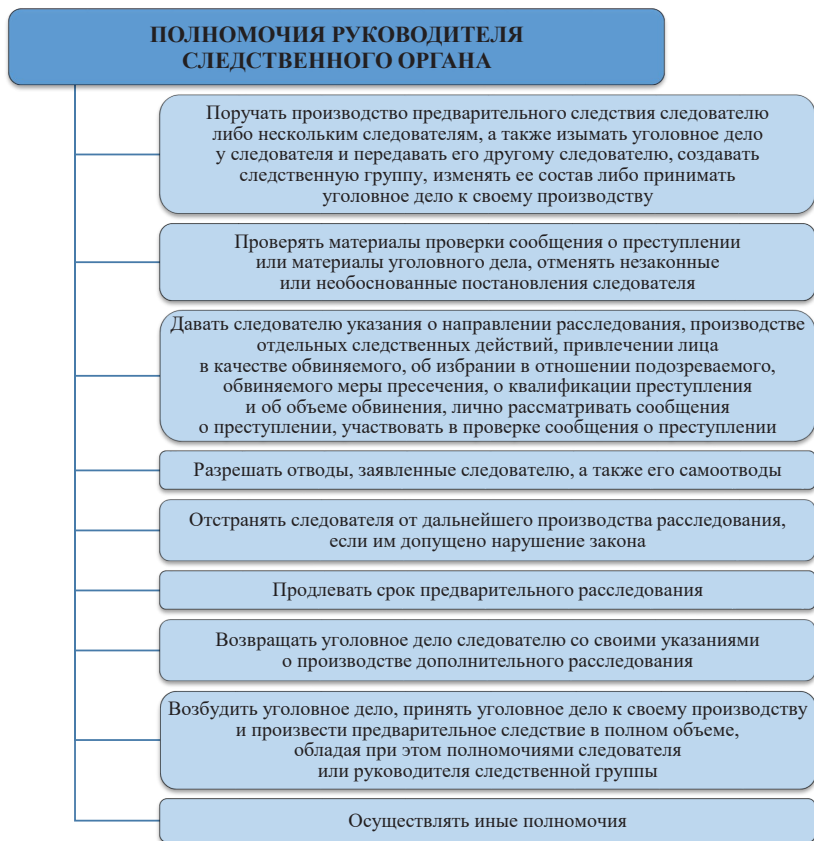 ПОЛНОМОЧИЯ РУКОВОДИТЕЛЯ
СЛЕДСТВЕННОГО ОРГАНА
Поручать производство предварительного следствия следователю
либо нескольким следователям, а также изымать уголовное дело
у следователя и передавать его другому следователю, создавать
следственную группу, изменять ее состав либо принимать
уголовное дело к своему производству
Проверять материалы проверки сообщения о преступлении
или материалы уголовного дела, отменять незаконные
или необоснованные постановления следователя
Давать следователю указания о направлении расследования, производстве
отдельных следственных действий, привлечении лица
в качестве обвиняемого, об избрании в отношении подозреваемого,
обвиняемого меры пресечения, о квалификации преступления
и об объеме обвинения, лично рассматривать сообщения
о преступлении, участвовать в проверке сообщения о преступлении
Разрешать отводы, заявленные следователю, а также его самоотводы
Отстранять следователя от дальнейшего производства расследования,
если им допущено нарушение закона
Продлевать срок предварительного расследования
Возвращать уголовное дело следователю со своими указаниями
о производстве дополнительного расследования
Возбудить уголовное дело, принять уголовное дело к своему производству
и произвести предварительное следствие в полном объеме,
обладая при этом полномочиями следователя
или руководителя следственной группы
Осуществлять иные полномочия